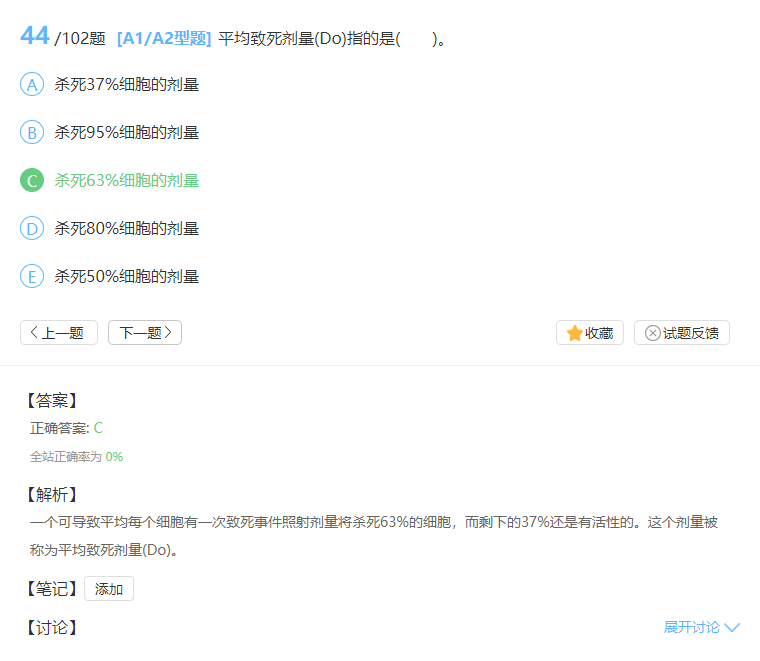 44/102题 [A1/A2型题] 平均致死剂量(Do)指的是(  )。
A 杀死37%细胞的剂量
B 杀死95%细胞的剂量
C 杀死63%细胞的剂量
D 杀死80%细胞的剂量
E 杀死50%细胞的剂量
上一题 下一题 收藏 试题反馈
【答案】
正确答案: C
全站正确率为 0%
【解析】
一个可导致平均每个细胞有一次致死事件照射剂量将杀死63%的细胞，而剩下的37%还是有活性的。这个剂量被
称为平均致死剂量(Do)。
【笔记】 添加
【讨论】 展开讨论